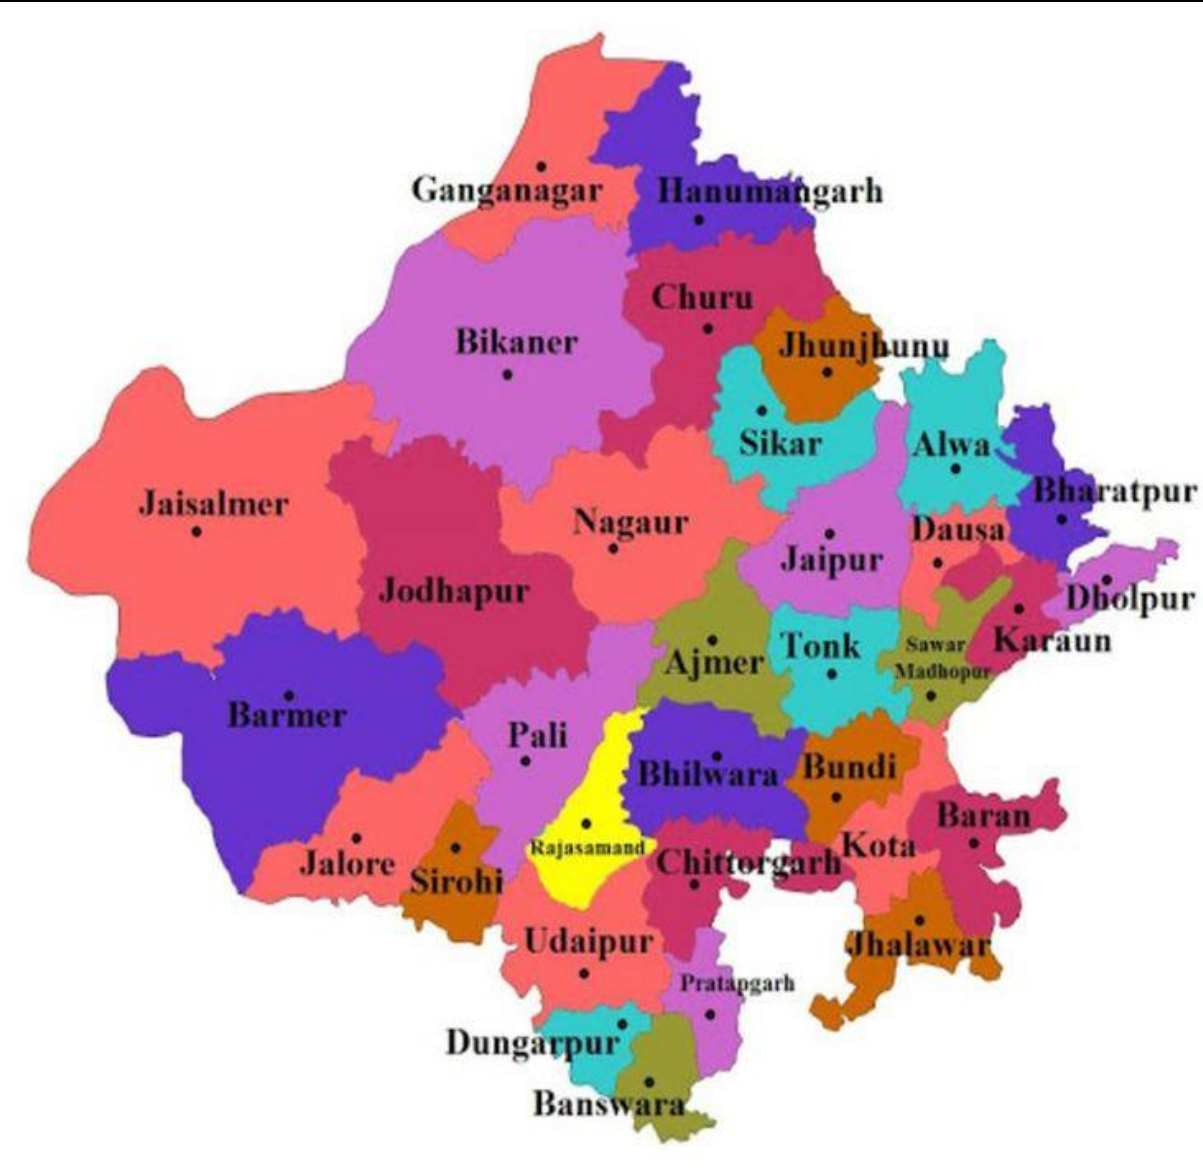 Ganganagar
Hanumangarh
Churu
Bikaner
Jhunjhunu
Sikar
Alwa
Jaisalmer
Bharatpur
Nagaur
Dausa
Jaipur
Jodhapur
Dholpur
Karaun
Sawar
Madhopur
Tonk
Ajmer
Barmer
Pali
Bhilwara
Bundi
Baran
Rajasamand
Kota
Chittorgarh
Jalore
Sirohi
Udaipur
Jhalawar
Pratapgarh
Dungarpur
Banswara